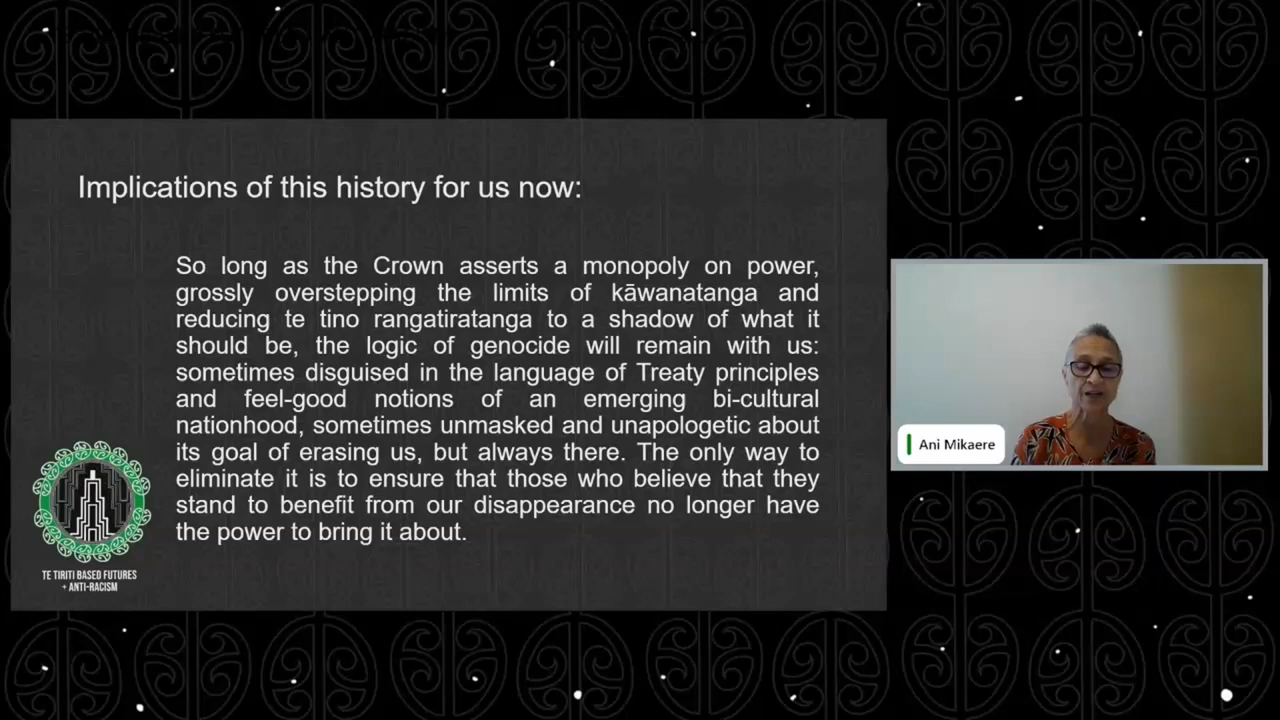 Implications of this history for us now:
So long as the Crown asserts a monopoly on power,
grossly overstepping the limits of kāwanatanga and
reducing te tino rangatiratanga to a shadow of what it
should be, the logic of genocide will remain with us:
sometimes disguised in the language of Treaty principles
and feel-good notions of an emerging bi-cultural
nationhood, sometimes unmasked and unapologetic about
its goal of erasing us, but always there. The only way to
eliminate it is to ensure that those who believe that they
stand to benefit from our disappearance no longer have
the power to bring it about.
TE TIRITI BASED FUTURES
+ ANTI-RACISM
Ani Mikaere